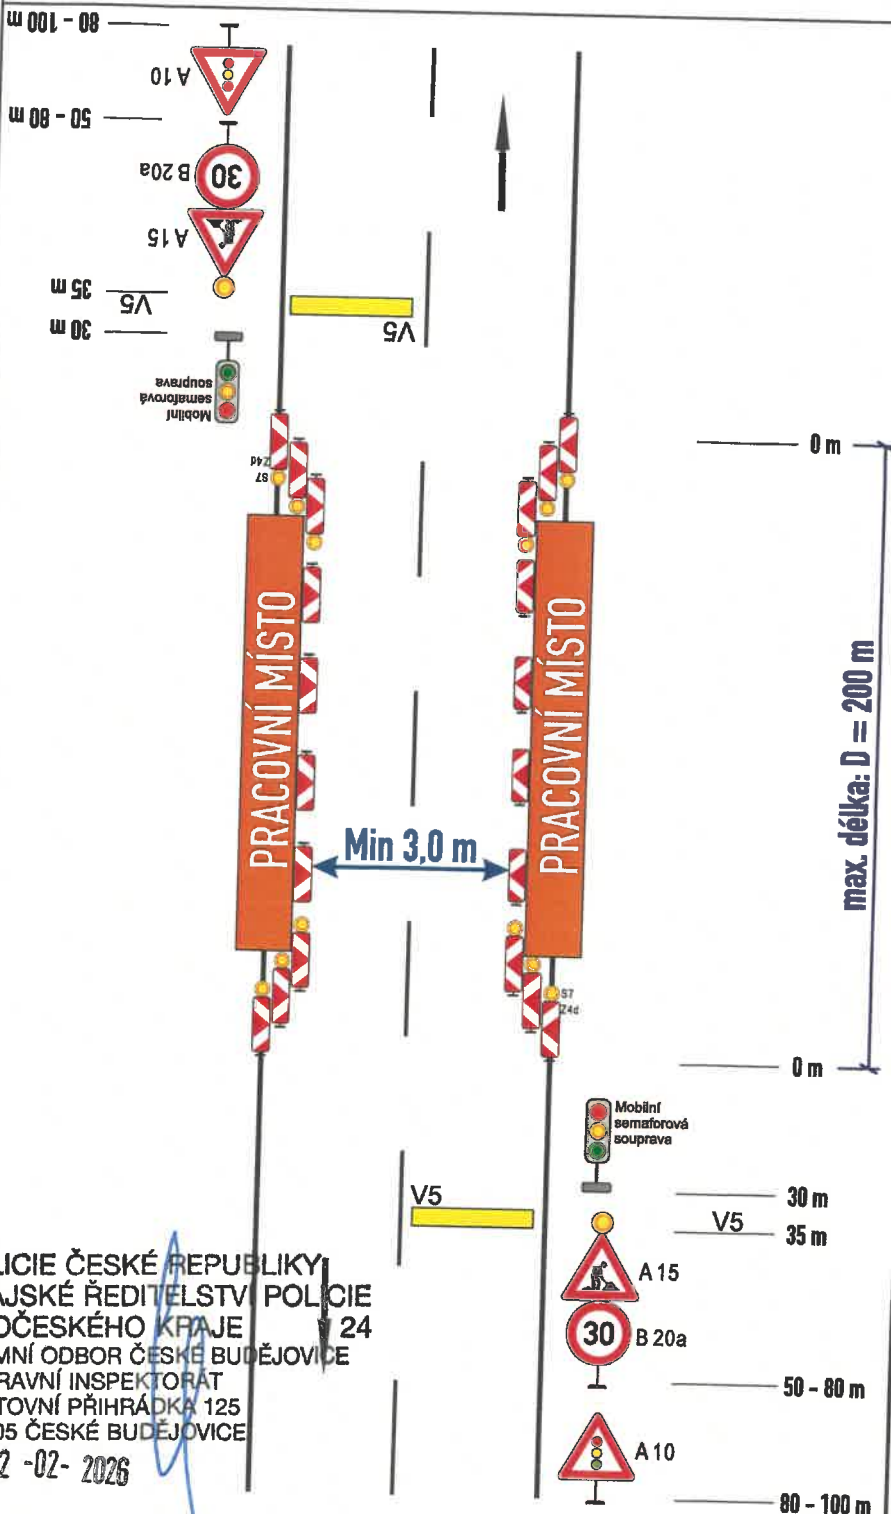 80 - 100 m
A 10
50 - 80 m
B 20a
30
A 15
35 m
V5
V5
30 m
Mobilní
semaforová
souprava
Z4d
S7
0 m
PRACOVNÍ MÍSTO
PRACOVNÍ MÍSTO
max. délka: D = 200 m
Min 3,0 m
S7
Z4d
0 m
Mobilní
semaforová
souprava
30 m
V5
V5
35 m
A 15
30
B 20a
50 - 80 m
A 10
80 - 100 m
LICIE ČESKÉ REPUBLIKY
AJSKÉ ŘEDITELSTVÍ POLICIE
OČESKÉHO KRAJE 24
MNÍ ODBOR ČESKÉ BUDĚJOVICE
RAVNÍ INSPEKTORÁT
TOVNÍ PŘIHRÁDKA 125
05 ČESKÉ BUDĚJOVICE
2 -02- 2026